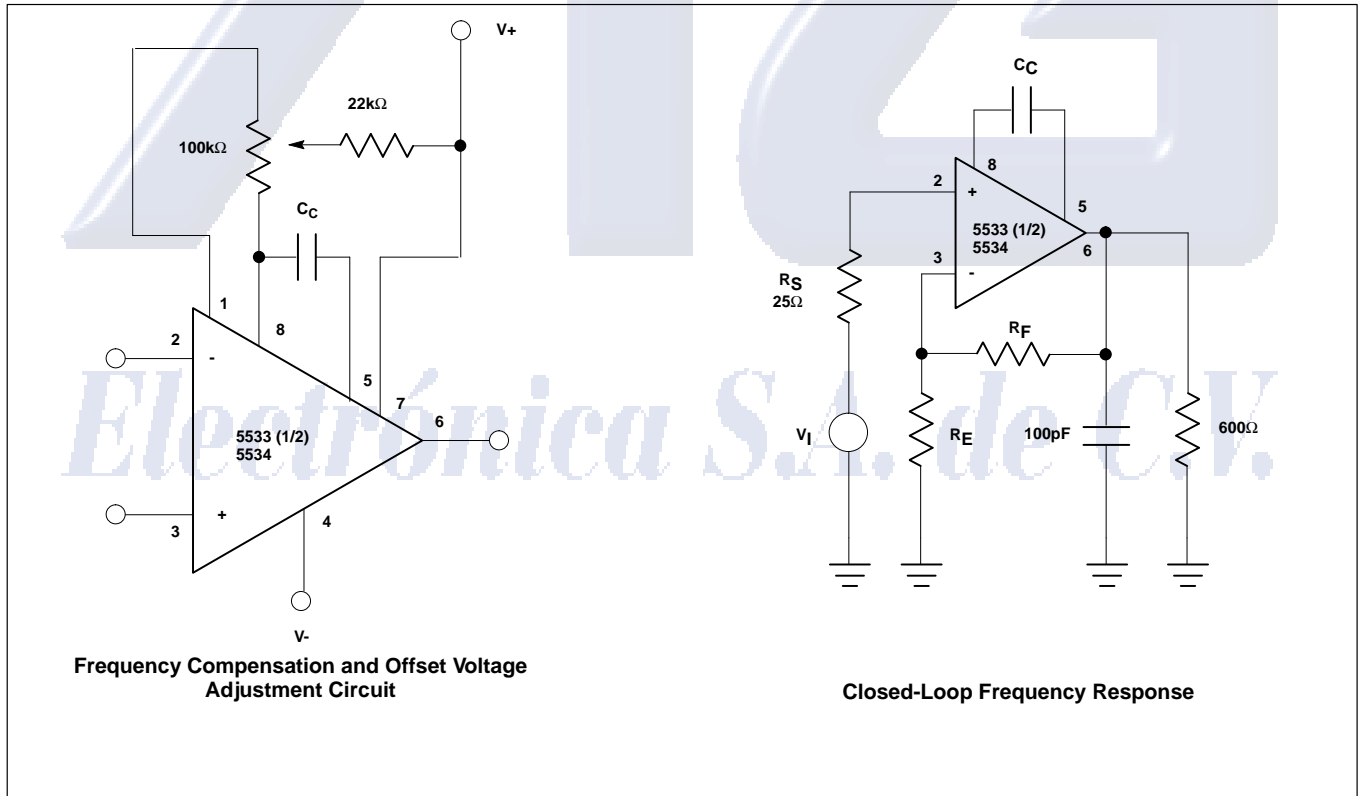 V+
22kΩ
100kΩ
CC
1
8
2
-
5
7
6
5533 (1/2)
5534
+
3
4
V-
Frequency Compensation and Offset Voltage
Adjustment Circuit
CC
8
2
+
5
5533 (1/2)
5534
6
3
-
RS
25Ω
RF
VI
RE
100pF
600Ω
Closed-Loop Frequency Response
Electrónica S.A. de C.V.